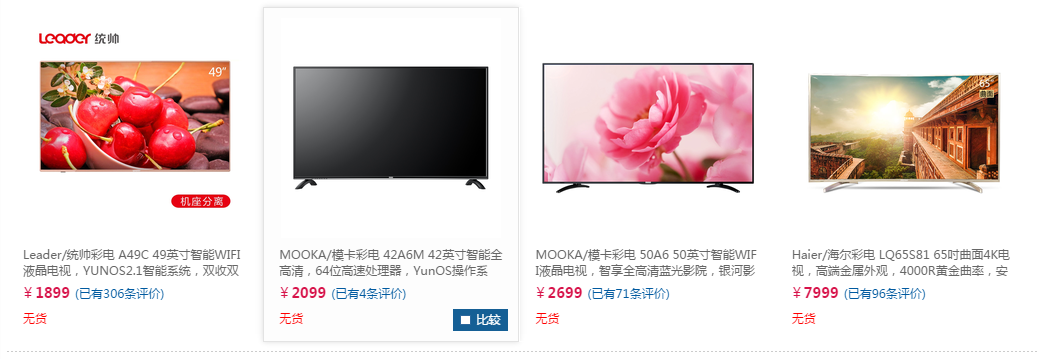 Leader 统帅
49"
机座分离
Leader/统帅彩电 A49C 49英寸智能WIFI
液晶电视，YUNOS2.1智能系统，双收双
￥1899 (已有306条评价)
无货
MOOKA/模卡彩电 42A6M 42英寸智能全
高清，64位高速处理器，YunOS操作系
￥2099 (已有4条评价)
无货
比较
MOOKA/模卡彩电 50A6 50英寸智能WIF
I液晶电视，智享全高清蓝光影院，银河影
￥2699 (已有71条评价)
无货
65"
曲面
Haier/海尔彩电 LQ65S81 65吋曲面4K电
视，高端金属外观，4000R黄金曲率，安
￥7999 (已有96条评价)
无货